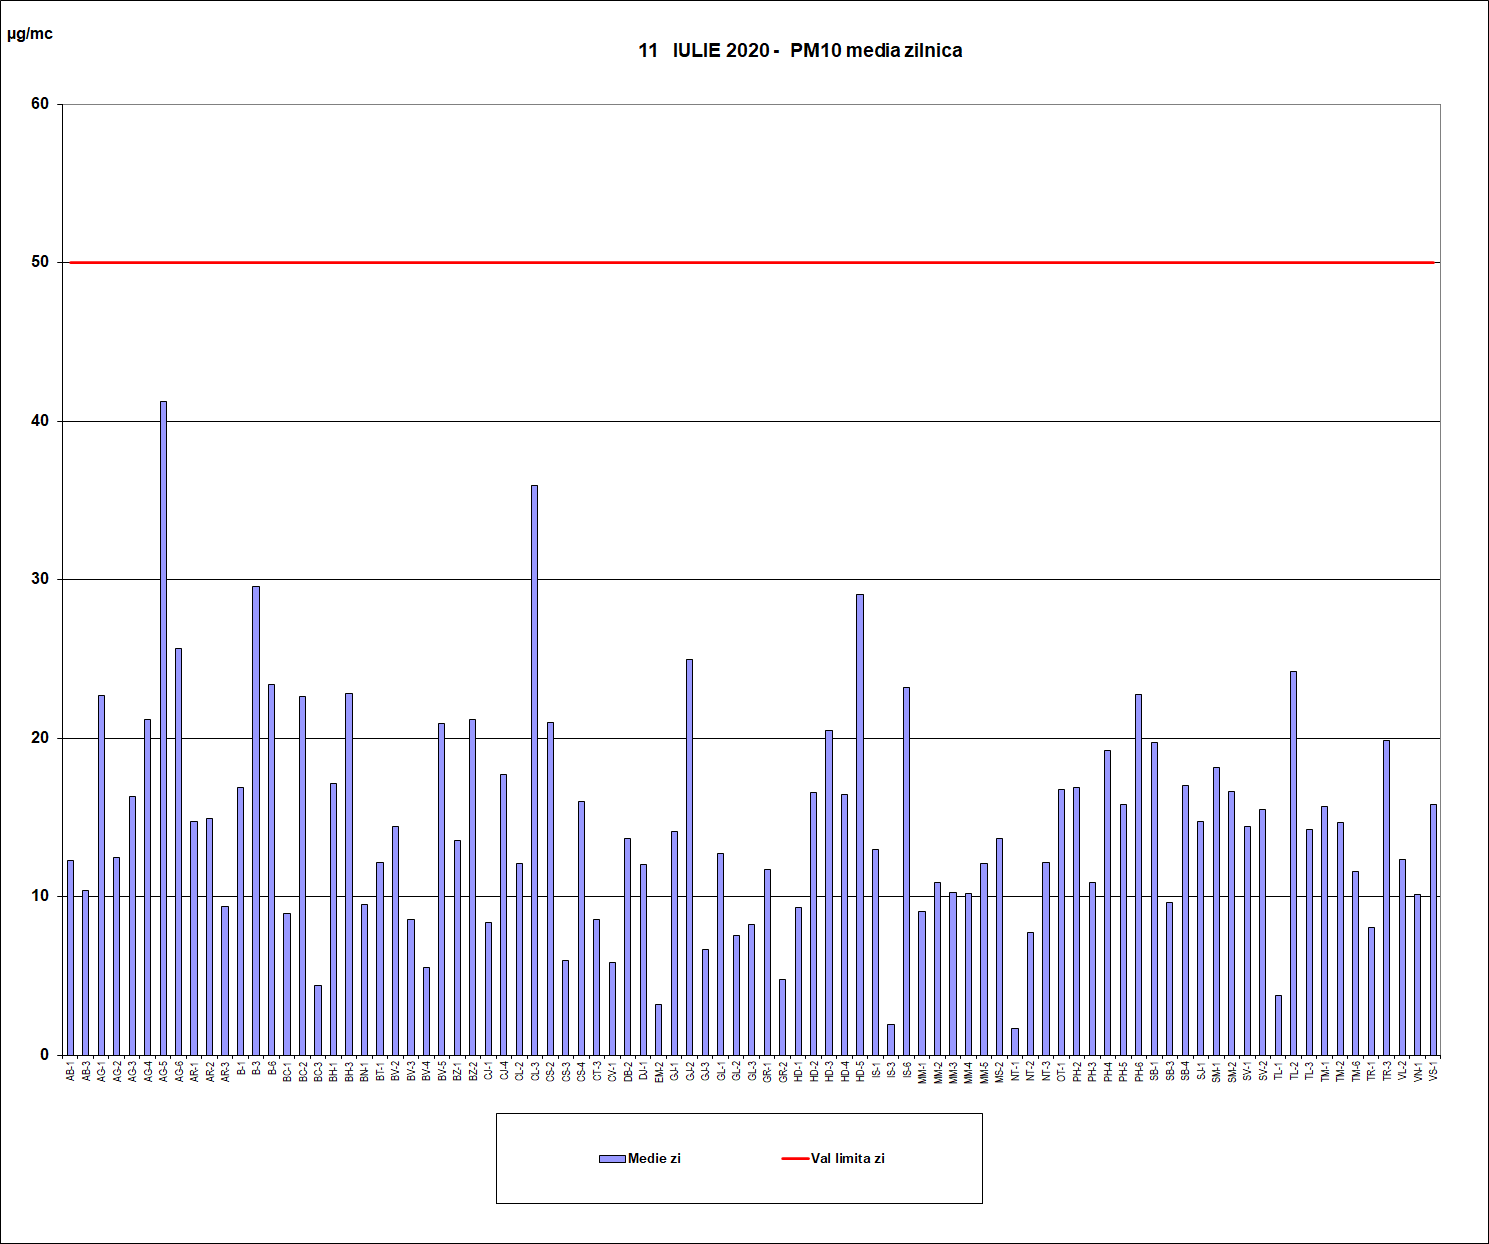 µg/mc
11 IULIE 2020 - PM10 media zilnica
60
50
40
30
20
10
0
AB-1 AB-3 AG-1 AG-2 AG-3 AG-4 AG-5 AG-6 AR-1 AR-2 AR-3 B-1 B-3 B-6 BC-1 BC-2 BC-3 BH-1 BH-3 BN-1 BT-1 BV-2 BV-3 BV-4 BV-5 BZ-1 BZ-2 CJ-1 CJ-4 CL-2 CL-3 CS-2 CS-3 CS-4 CT-3 CV-1 DB-2 DJ-1 EM-2 GJ-1 GJ-2 GJ-3 GL-1 GL-2 GL-3 GR-1 GR-2 HD-1 HD-2 HD-3 HD-4 HD-5 IS-1 IS-3 IS-6 MM-1 MM-2 MM-3 MM-4 MM-5 MS-2 NT-1 NT-2 NT-3 OT-1 PH-2 PH-3 PH-4 PH-5 PH-6 SB-1 SB-3 SB-4 SJ-1 SM-1 SM-2 SV-1 SV-2 TL-1 TL-2 TL-3 TM-1 TM-2 TM-6 TR-1 TR-3 VL-2 VN-1 VS-1
Medie zi Val limita zi